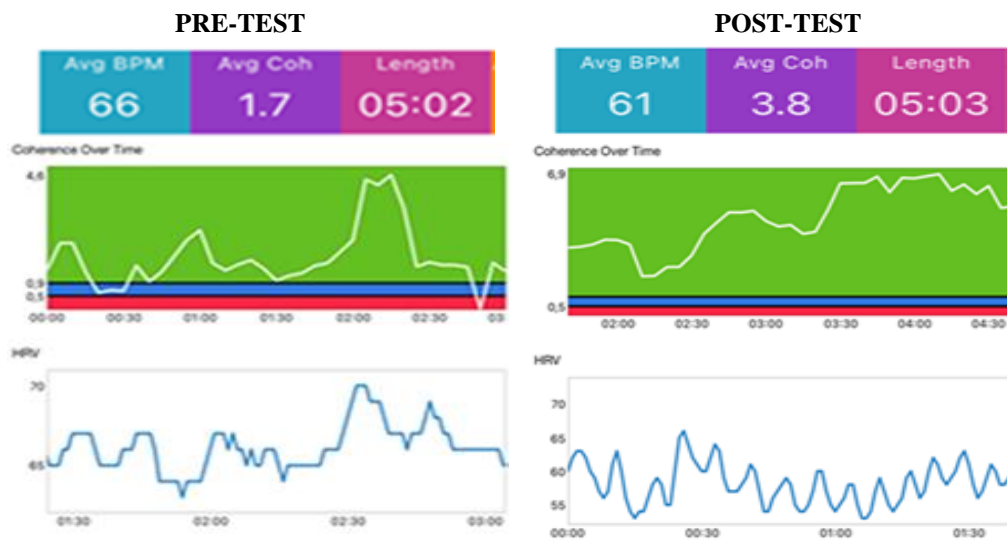 PRE-TEST
Avg BPM Avg Coh Length
66 1.7 05:02
Coherence Over Time
4,6
0,9
0,5
00:00 00:30 01:00 01:30 02:00 02:30 03:
HRV
70
65
01:30 02:00 02:30 03:00
POST-TEST
Avg BPM Avg Coh Length
61 3.8 05:03
Coherence Over Time
6,9
0,5
02:00 02:30 03:00 03:30 04:00 04:30
HRV
70
65
60
55
00:00 00:30 01:00 01:30